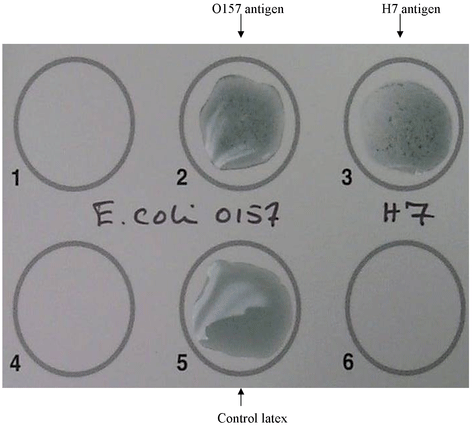 O157 antigen
H7 antigen
1
2
3
E.coli O157
H7
4
5
6
Control latex